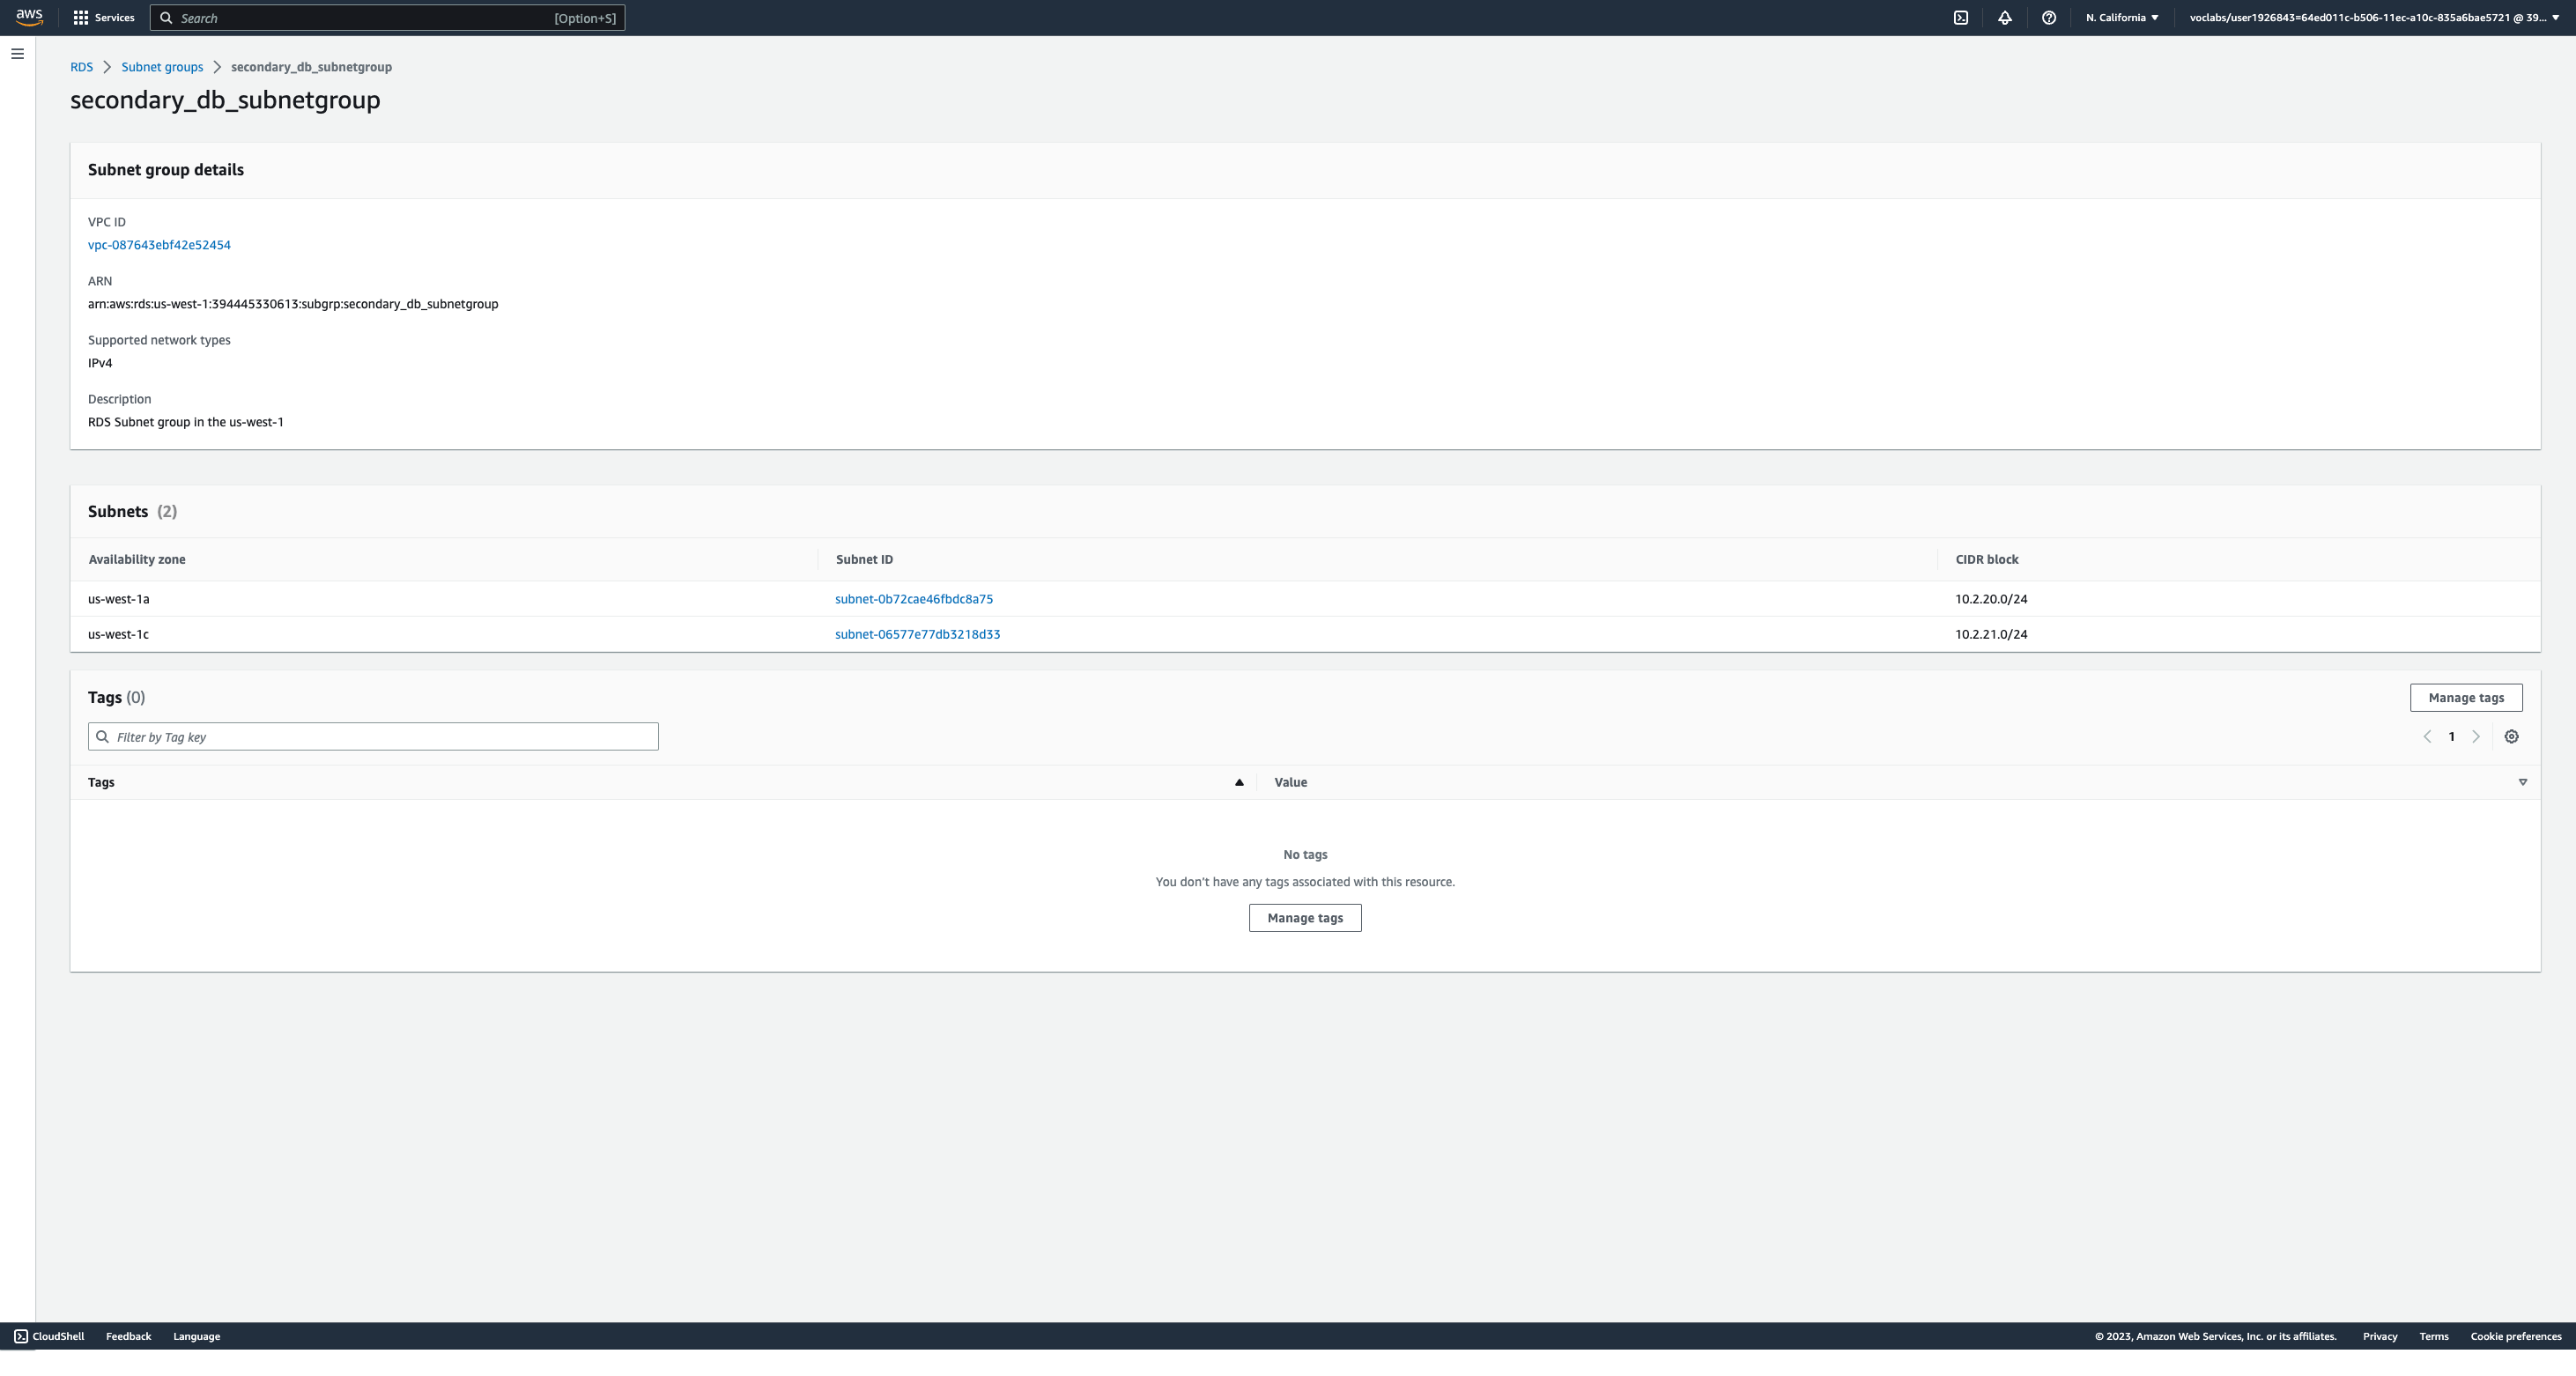 aws Services Search [Option+S] N. California voclabs/user1926843=64ed011c-b506-11ec-a10c-835a6bae5721 @ 39...
RDS Subnet groups secondary_db_subnetgroup
secondary_db_subnetgroup
Subnet group details
VPC ID
vpc-087643ebf42e52454
ARN
arn:aws:rds:us-west-1:394445330613:subgrp:secondary_db_subnetgroup
Supported network types
IPv4
Description
RDS Subnet group in the us-west-1
Subnets (2)
Availability zone Subnet ID CIDR block
us-west-1a subnet-0b72cae46fbdc8a75 10.2.20.0/24
us-west-1c subnet-06577e77db3218d33 10.2.21.0/24
Tags (0) Manage tags
Filter by Tag key 1
Tags Value
No tags
You don't have any tags associated with this resource.
Manage tags
CloudShell Feedback Language © 2023, Amazon Web Services, Inc. or its affiliates. Privacy Terms Cookie preferences